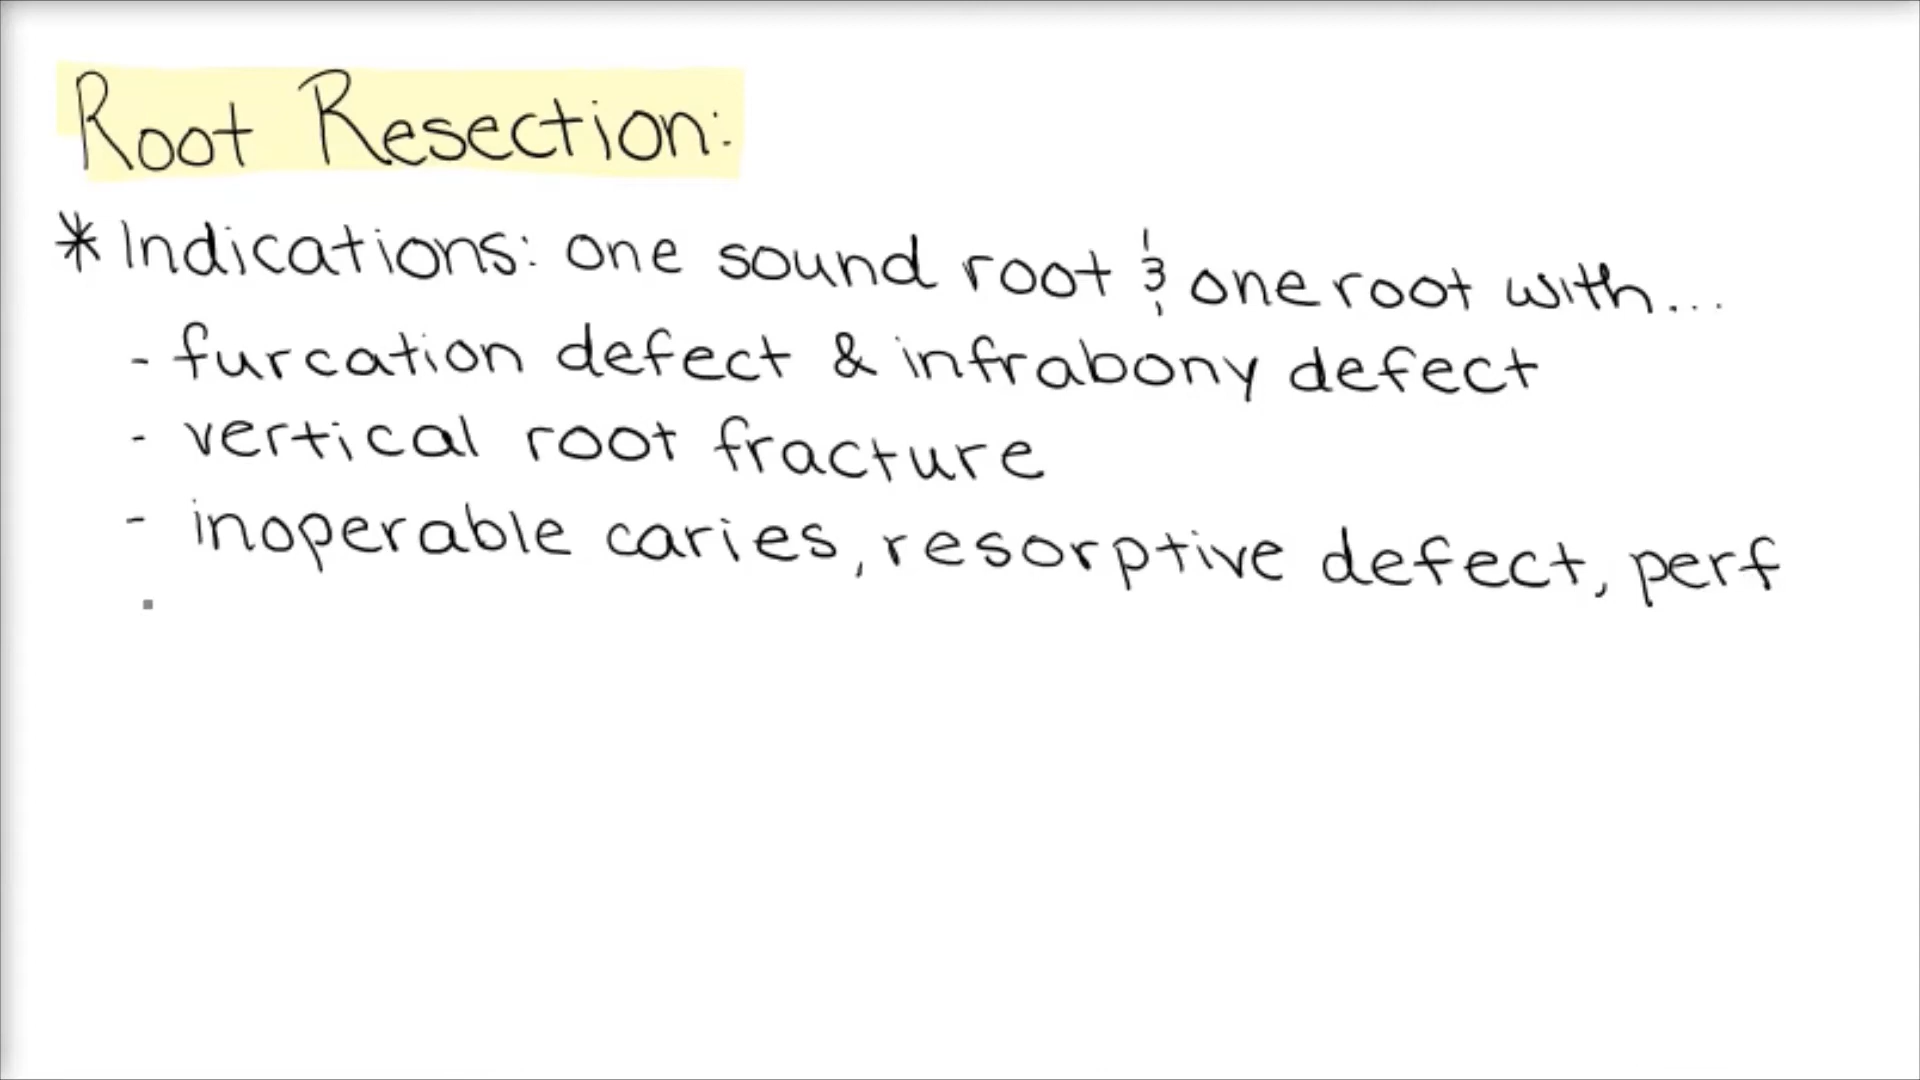 Root Resection:
* Indications: one sound root & one root with...
- furcation defect & infrabony defect
- vertical root fracture
- inoperable caries, resorptive defect, perf